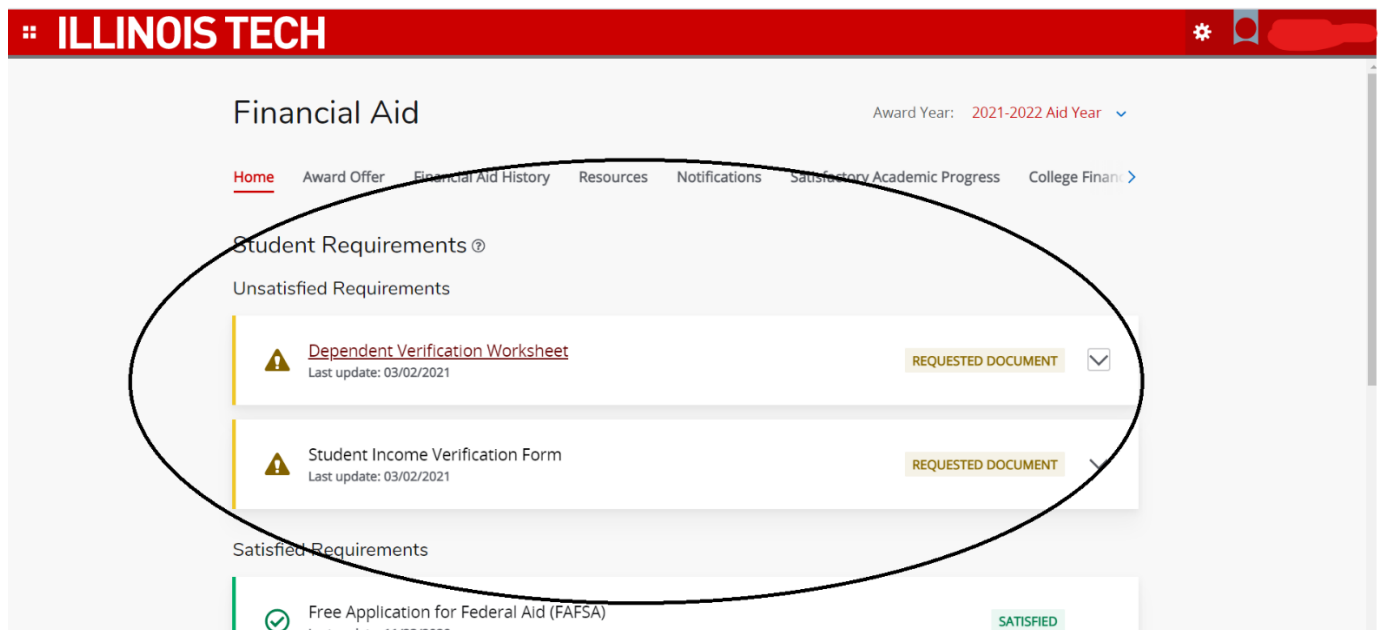 ILLINOIS TECH
Financial Aid
Award Year: 2021-2022 Aid Year
Home Award Offer Financial Aid History Resources Notifications Satisfactory Academic Progress College Finan
Student Requirements
Unsatisfied Requirements
Dependent Verification Worksheet
Last update: 03/02/2021
REQUESTED DOCUMENT
Student Income Verification Form
Last update: 03/02/2021
REQUESTED DOCUMENT
Satisfied Requirements
Free Application for Federal Aid (FAFSA)
SATISFIED